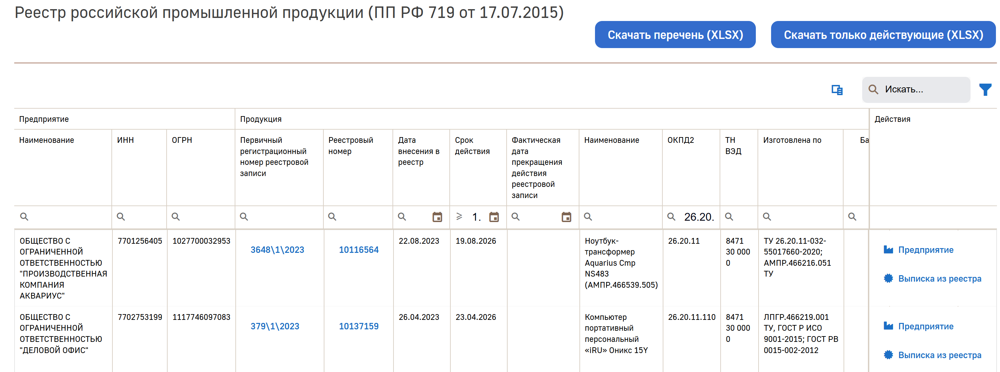 Реестр российской промышленной продукции (ПП РФ 719 от 17.07.2015)
Скачать перечень (XLSX)
Скачать только действующие (XLSX)
Искать...
Предприятие
Продукция
Действия
Наименование
ИНН
ОГРН
Первичный
регистрационный
номер реестровой
записи
Реестровый
номер
Дата
внесения в
реестр
Срок
действия
Фактическая
дата
прекращения
действия
реестровой
записи
Наименование
ОКПД2
ТН
ВЭД
Изготовлена по
Ба
≥ 1.
26.20.
ОБЩЕСТВО С
ОГРАНИЧЕННОЙ
ОТВЕТСТВЕННОСТЬЮ
"ПРОИЗВОДСТВЕННАЯ
КОМПАНИЯ
АКВАРИУС"
7701256405
1027700032953
3648\1\2023
10116564
22.08.2023
19.08.2026
Ноутбук-
трансформер
Aquarius Cmp
NS483
(АМПР.466539.505)
26.20.11
8471
30 000
0
ТУ 26.20.11-032-
55017660-2020;
АМПР.466216.051
ТУ
Предприятие
Выписка из реестра
ОБЩЕСТВО С
ОГРАНИЧЕННОЙ
ОТВЕТСТВЕННОСТЬЮ
"ДЕЛОВОЙ ОФИС"
7702753199
1117746097083
379\1\2023
10137159
26.04.2023
23.04.2026
Компьютер
портативный
персональный
«iRU» Оникс 15Y
26.20.11.110
8471
30 000
0
ЛПГР.466219.001
ТУ, ГОСТ Р ИСО
9001-2015; ГОСТ РВ
0015-002-2012
Предприятие
Выписка из реестра